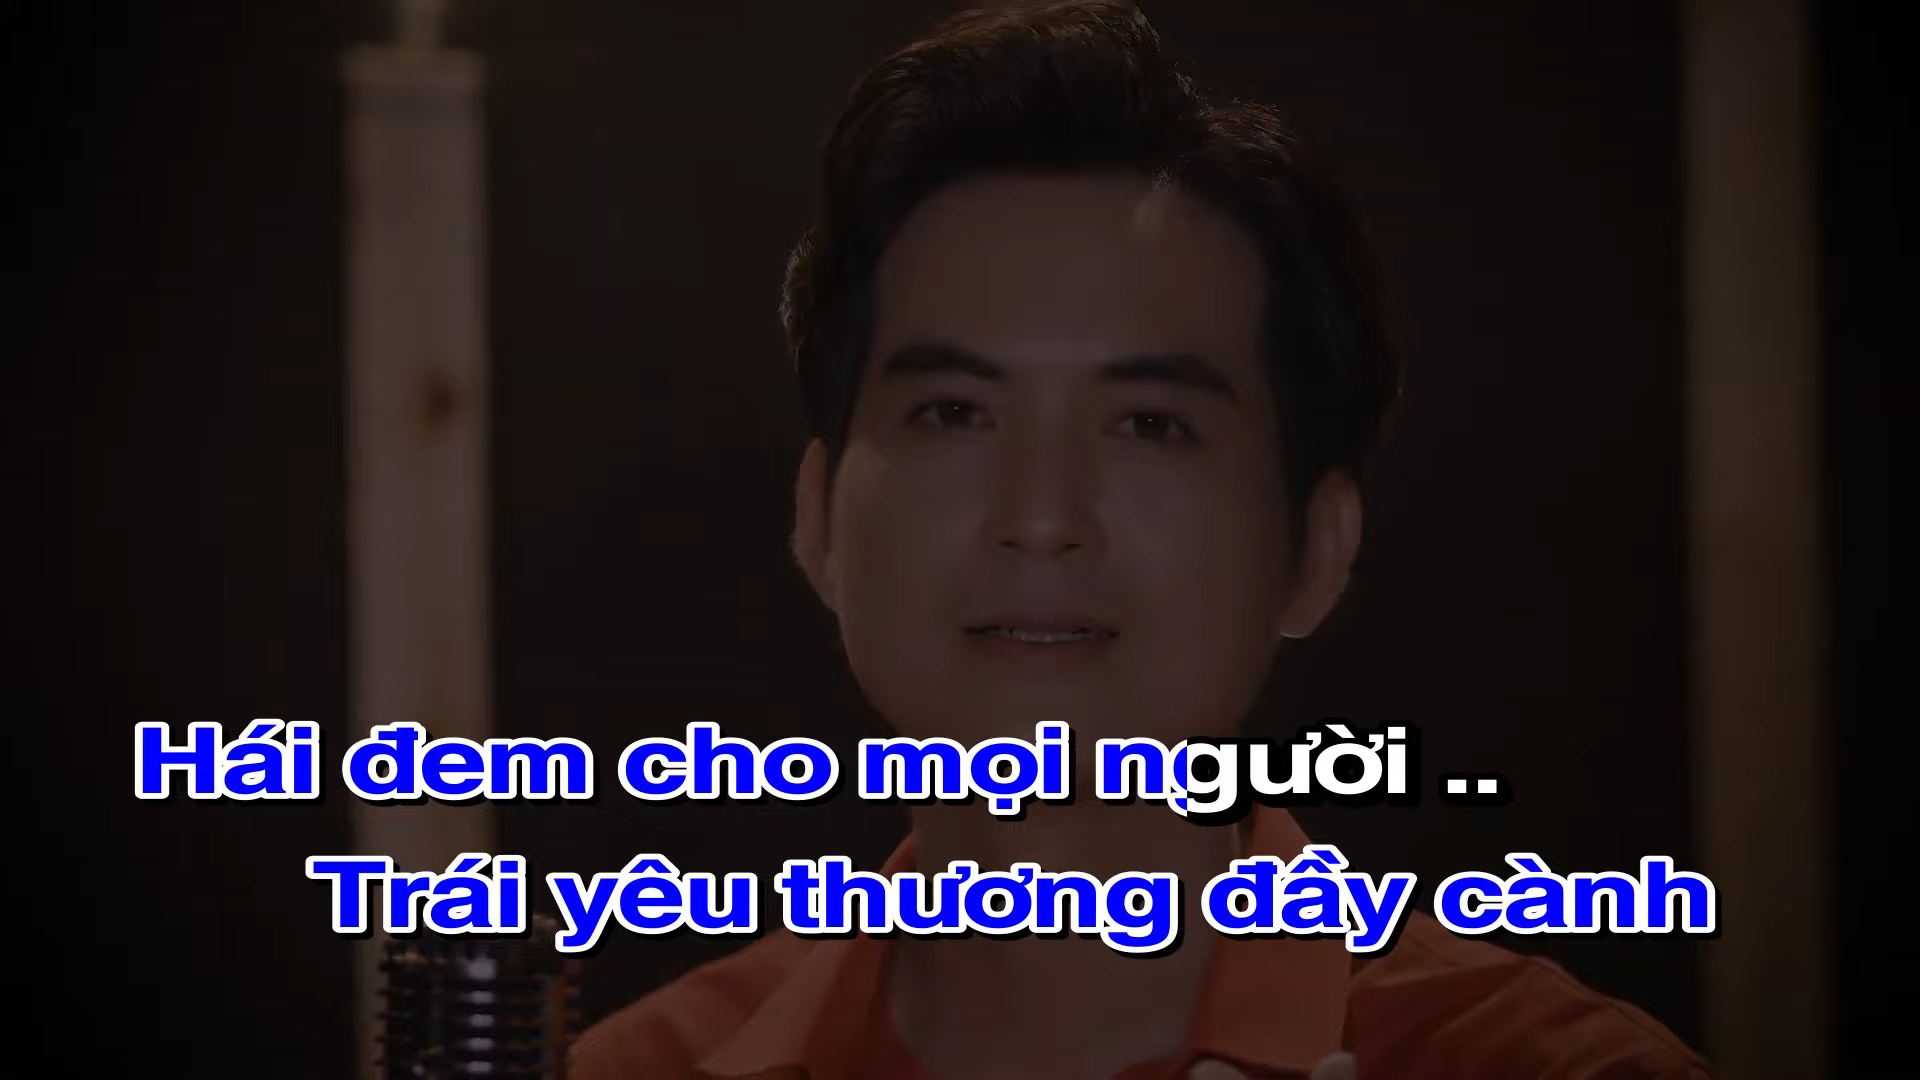 Hái đem cho mọi người ..
Trái yêu thương đầy cành